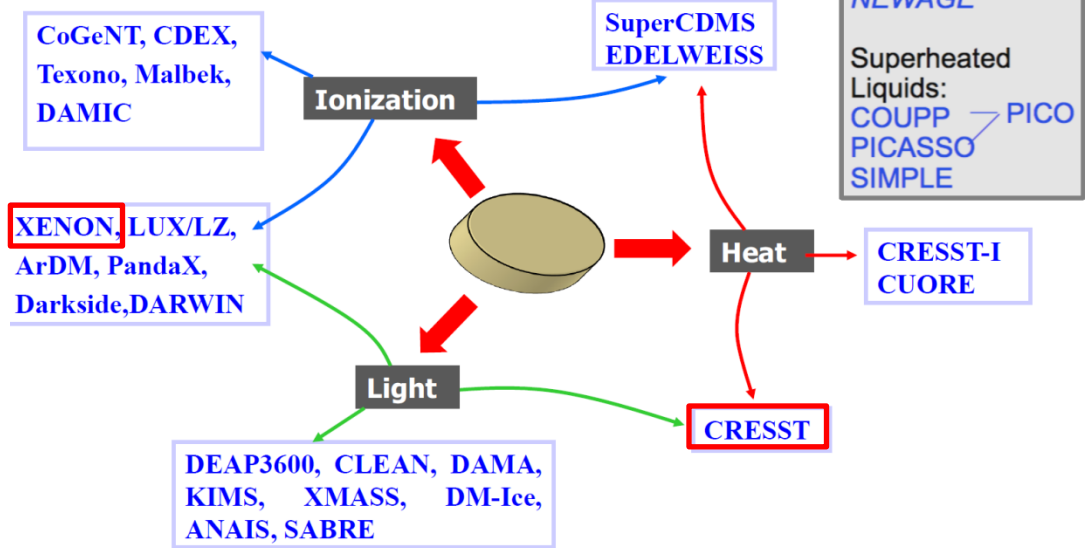 CoGeNT, CDEX,
Texono, Malbek,
DAMIC
Ionization
SuperCDMS
EDELWEISS
NEWAGE
Superheated
Liquids:
COUPP PICO
PICASSO
SIMPLE
XENON, LUX/LZ,
ArDM, PandaX,
Darkside,DARWIN
Heat
CRESST-I
CUORE
Light
CRESST
DEAP3600, CLEAN, DAMA,
KIMS, XMASS, DM-Ice,
ANAIS, SABRE